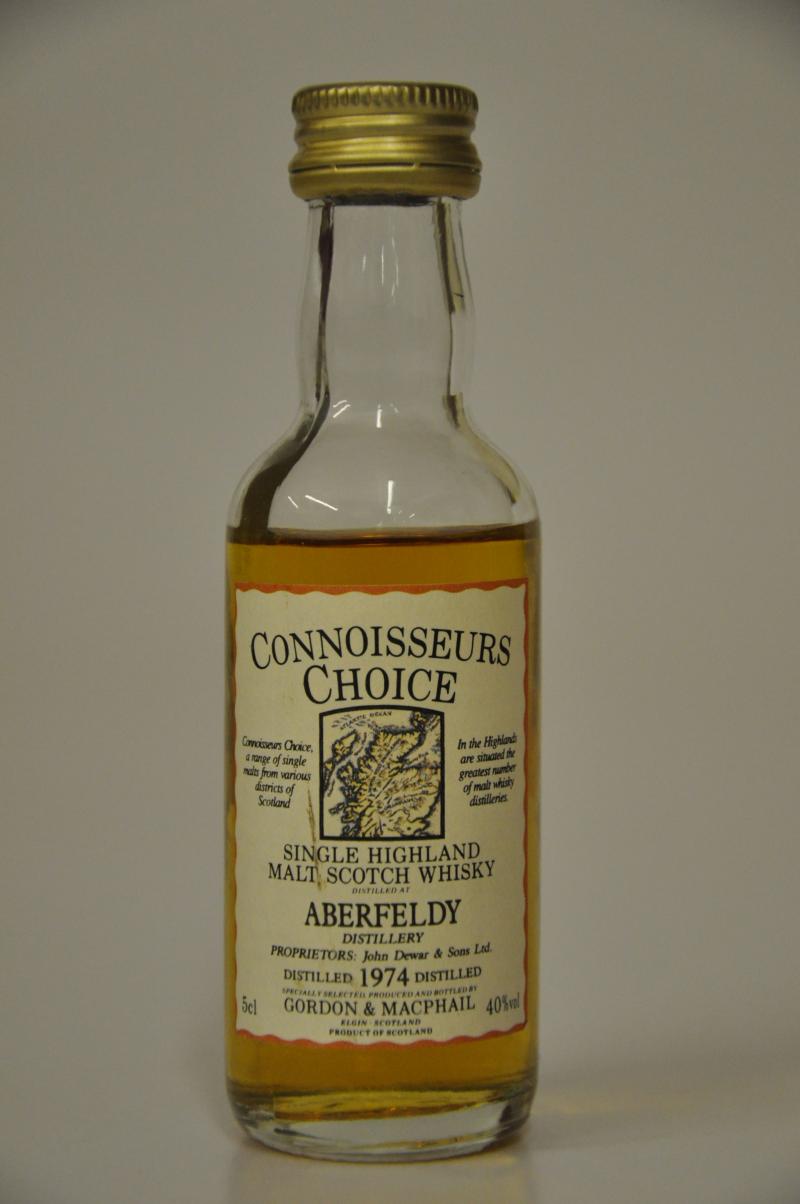 CONNOISSEURS
CHOICE
ATLANTIC OCEAN
Connoisseurs Choice,
a range of single
malts from various
districts of
Scotland
In the Highlands
are situated the
greatest number
of malt whisky
distilleries.
SINGLE HIGHLAND
MALT SCOTCH WHISKY
DISTILLED AT
ABERFELDY
DISTILLERY
PROPRIETORS: John Dewar & Sons Ltd.
DISTILLED 1974 DISTILLED
SPECIALLY SELECTED, PRODUCED AND BOTTLED BY
5cl GORDON & MACPHAIL 40%vol
ELGIN · SCOTLAND
PRODUCT OF SCOTLAND